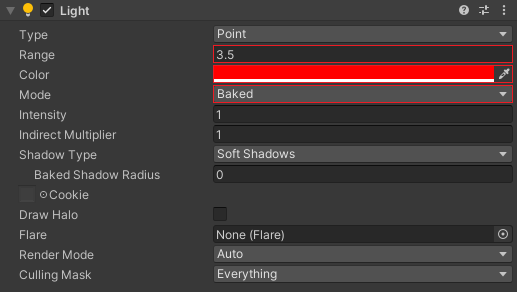 Light
Type Point
Range 3.5
Color
Mode Baked
Intensity 1
Indirect Multiplier 1
Shadow Type Soft Shadows
Baked Shadow Radius 0
Cookie
Draw Halo
Flare None (Flare)
Render Mode Auto
Culling Mask Everything